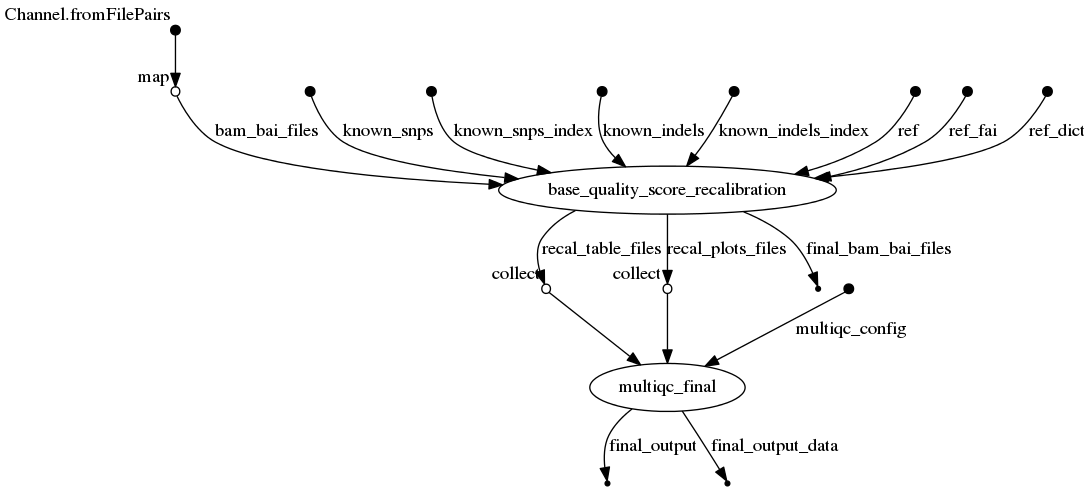 Channel.fromFilePairs
map
bam_bai_files
known_snps
known_snps_index
known_indels
known_indels_index
ref
ref_fai
ref_dict
base_quality_score_recalibration
recal_table_files
recal_plots_files
final_bam_bai_files
collect
collect
multiqc_config
multiqc_final
final_output
final_output_data